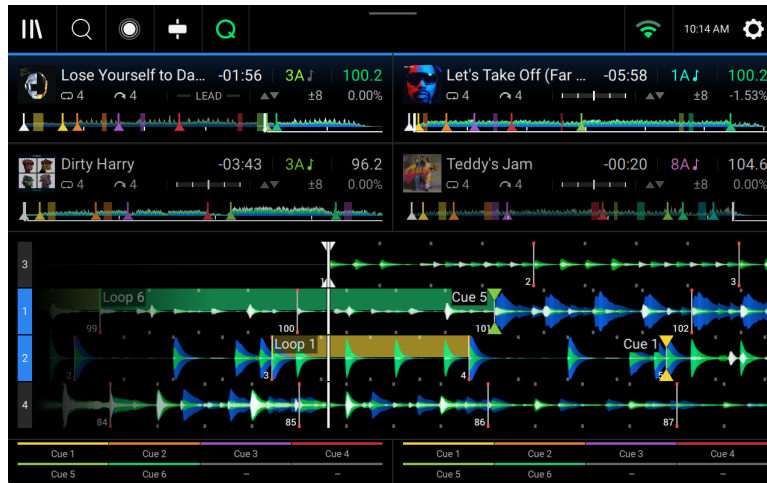 10:14 AM
Lose Yourself to Da... -01:56 3A 100.2
4 4 LEAD ±8 0.00%
Let's Take Off (Far ... -05:58 1A 100.2
4 4 ±8 -1.53%
Dirty Harry -03:43 3A 96.2
4 4 ±8 0.00%
Teddy's Jam -00:20 8A 104.6
4 4 ±8 0.00%
3
1 2 3
1 Loop 6 Cue 5
99 100 101 102
2 Loop 1 Cue 1
2 3 4 5
4
84 85 86 87
Cue 1 Cue 2 Cue 3 Cue 4
Cue 5 Cue 6 – –
Cue 1 Cue 2 Cue 3 Cue 4
Cue 5 Cue 6 – –